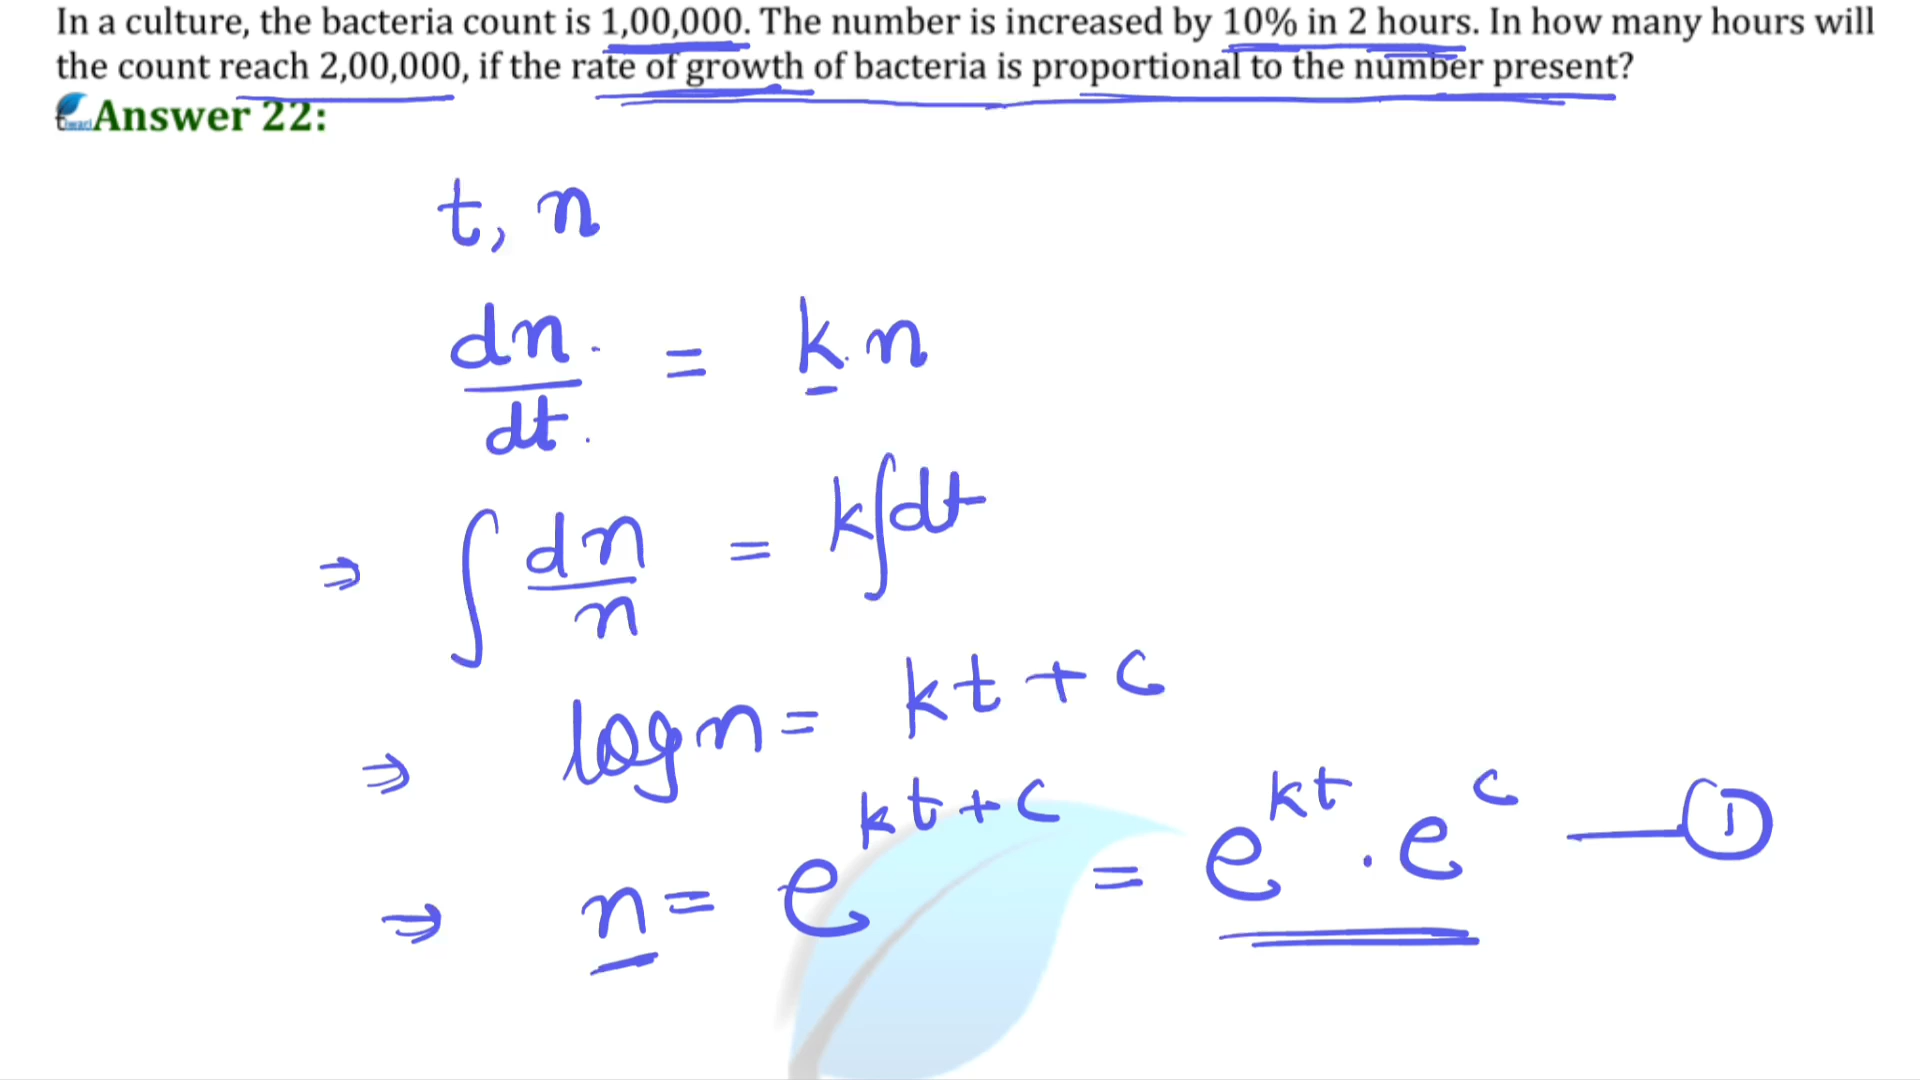 In a culture, the bacteria count is 1,00,000. The number is increased by 10% in 2 hours. In how many hours will
the count reach 2,00,000, if the rate of growth of bacteria is proportional to the number present?
Answer 22:
t, n
dn/dt = k.n
⇒ ∫ dn/n = k∫dt
⇒ log n = kt + c
⇒ n = e^{kt+c} = e^{kt} . e^{c} — ①